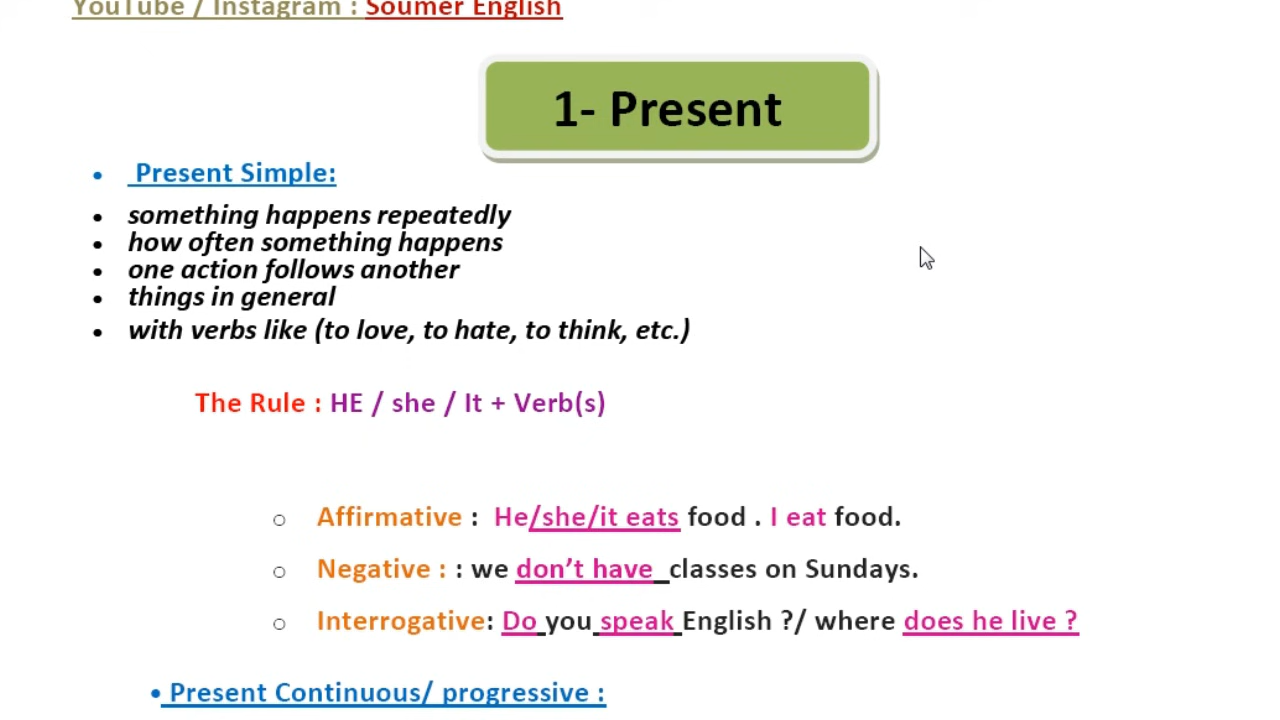 YouTube / Instagram : Soumer English
1- Present
• Present Simple:
• something happens repeatedly
• how often something happens
• one action follows another
• things in general
• with verbs like (to love, to hate, to think, etc.)
The Rule : HE / she / It + Verb(s)
○ Affirmative : He/she/it eats food . I eat food.
○ Negative : : we don’t have classes on Sundays.
○ Interrogative: Do you speak English ?/ where does he live ?
• Present Continuous/ progressive :